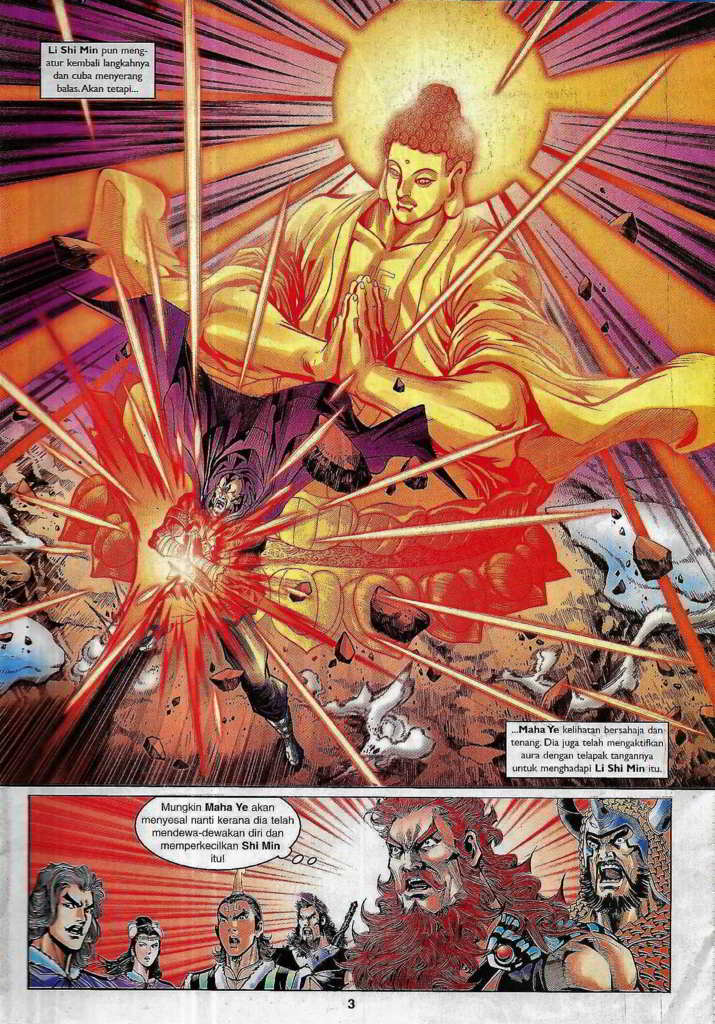 Li Shi Min pun meng-
atur kembali langkahnya
dan cuba menyerang
balas. Akan tetapi...
...Maha Ye kelihatan bersahaja dan
tenang. Dia juga telah mengaktifkan
aura dengan telapak tangannya
untuk menghadapi Li Shi Min itu.
Mungkin Maha Ye akan
menyesal nanti kerana dia telah
mendewa-dewakan diri dan
memperkecilkan Shi Min
itu!
3